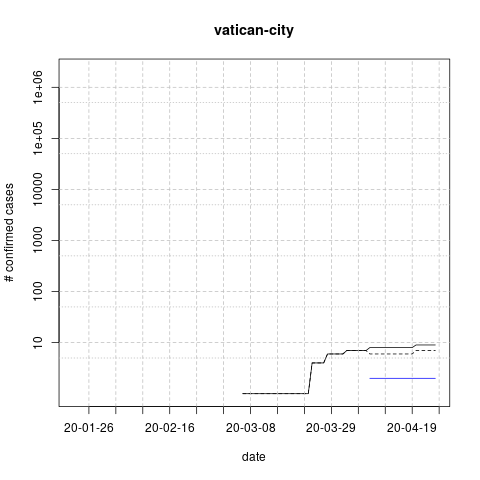 vatican-city
# confirmed cases
1e+06
1e+05
10000
1000
100
10
20-01-26 20-02-16 20-03-08 20-03-29 20-04-19
date